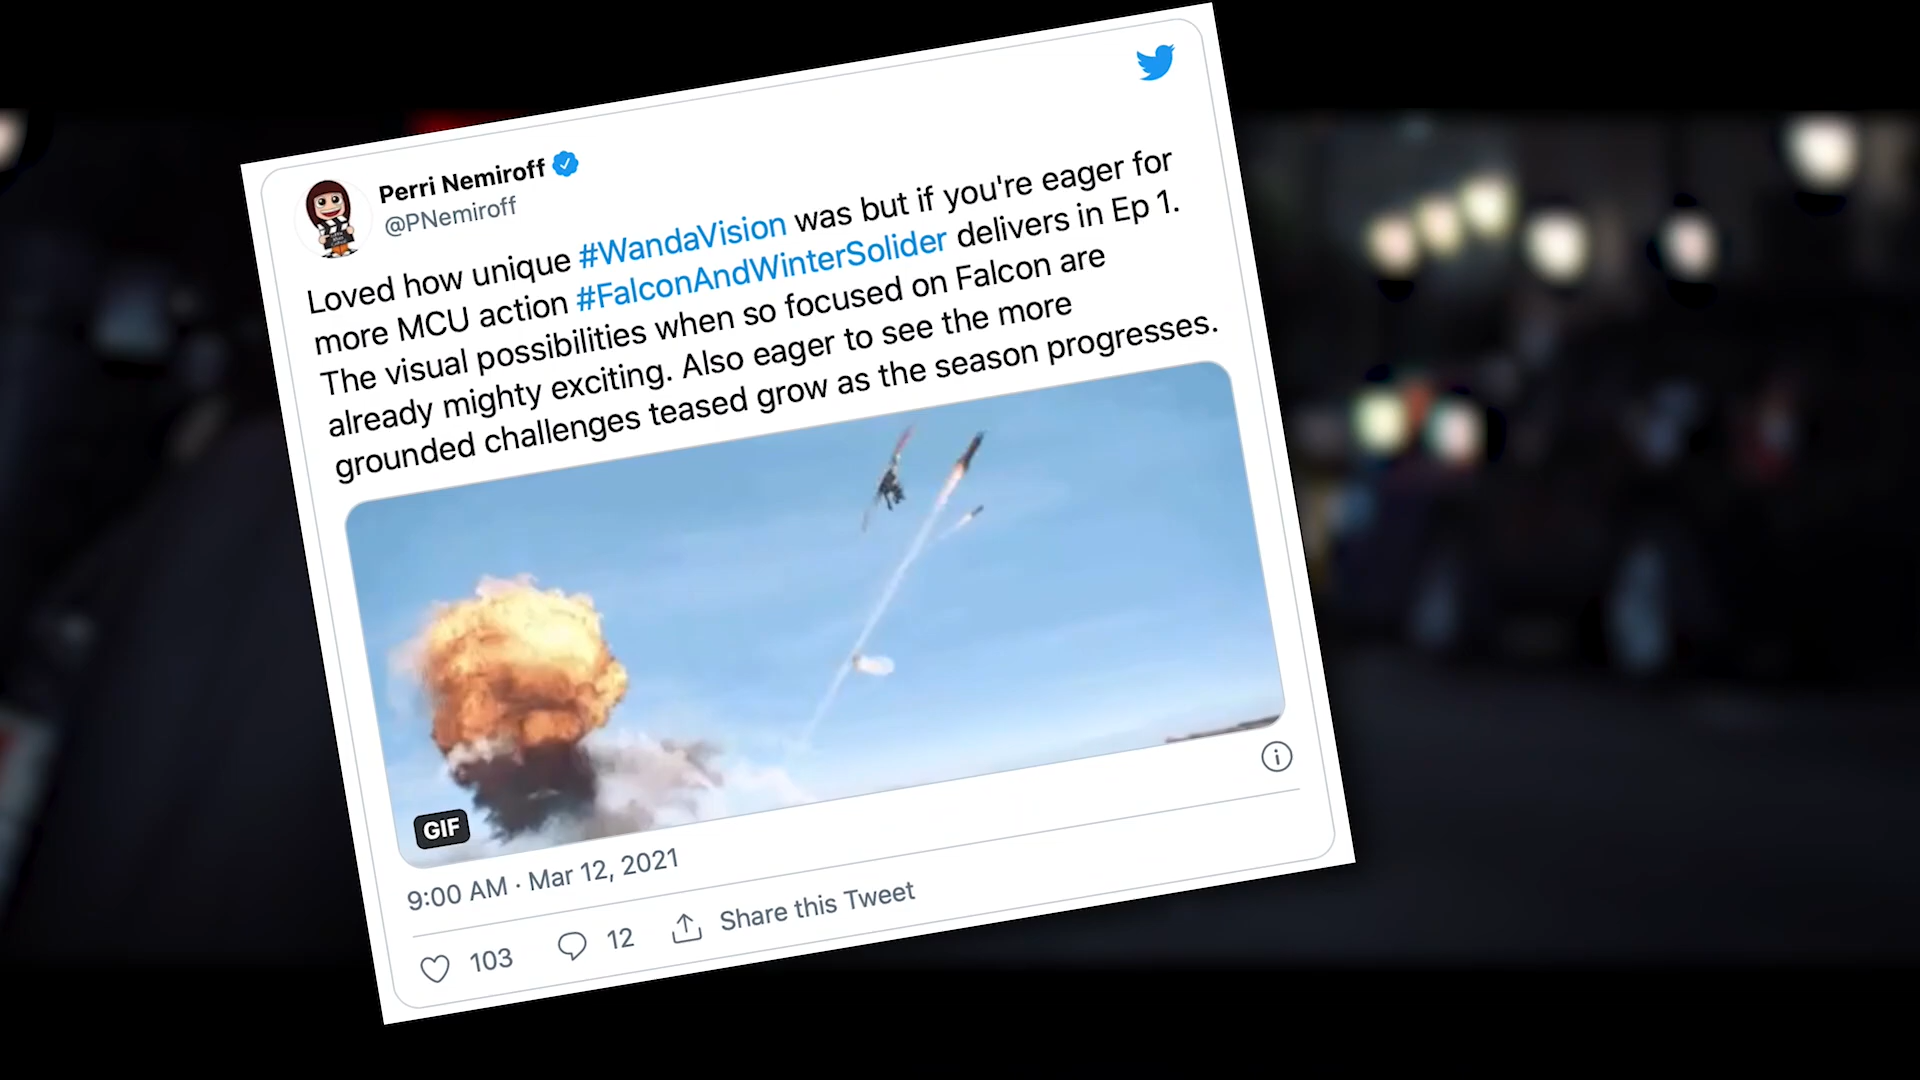 Perri Nemiroff
@PNemiroff
Loved how unique #WandaVision was but if you're eager for
more MCU action #FalconAndWinterSolider delivers in Ep 1.
The visual possibilities when so focused on Falcon are
already mighty exciting. Also eager to see the more
grounded challenges teased grow as the season progresses.
GIF
9:00 AM · Mar 12, 2021
103 12 Share this Tweet